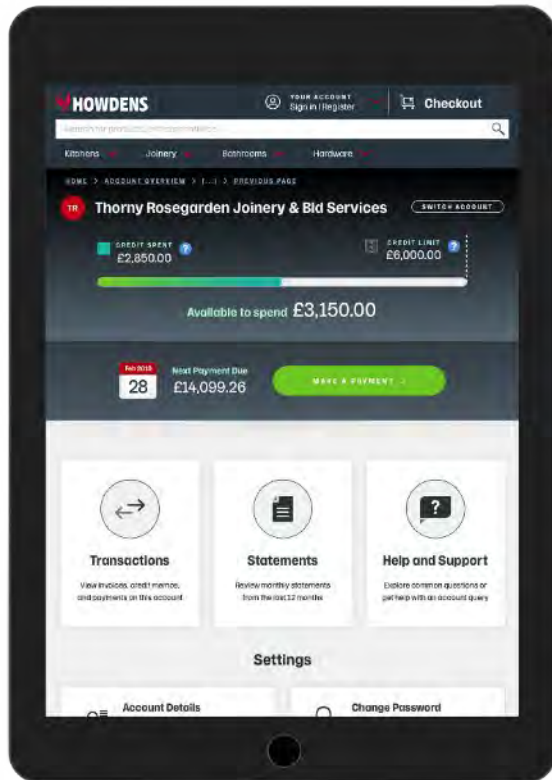 HOWDENS
YOUR ACCOUNT
Sign in | Register
Checkout
Kitchens
Joinery
Bathrooms
Hardware
HOME > ACCOUNT OVERVIEW > [...] > PREVIOUS PAGE
TR
Thorny Rosegarden Joinery & Bld Services
SWITCH ACCOUNT
CREDIT SPENT ?
£2,850.00
CREDIT LIMIT ?
£6,000.00
Available to spend £3,150.00
Feb 2019
28
Next Payment Due
£14,099.26
MAKE A PAYMENT >
Transactions
View invoices, credit memos,
and payments on this account
Statements
Review monthly statements
from the last 12 months
?
Help and Support
Explore common questions or
get help with an account query
Settings
Account Details
Change Password